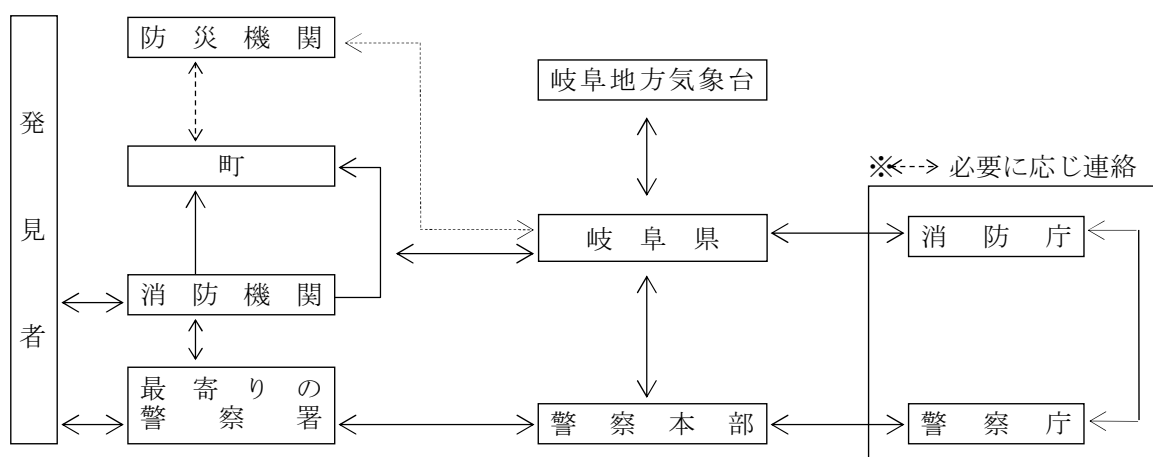 発見者
防災機関
岐阜地方気象台
町
※<--->必要に応じ連絡
岐阜県
消防庁
消防機関
最寄りの
警察署
警察本部
警察庁